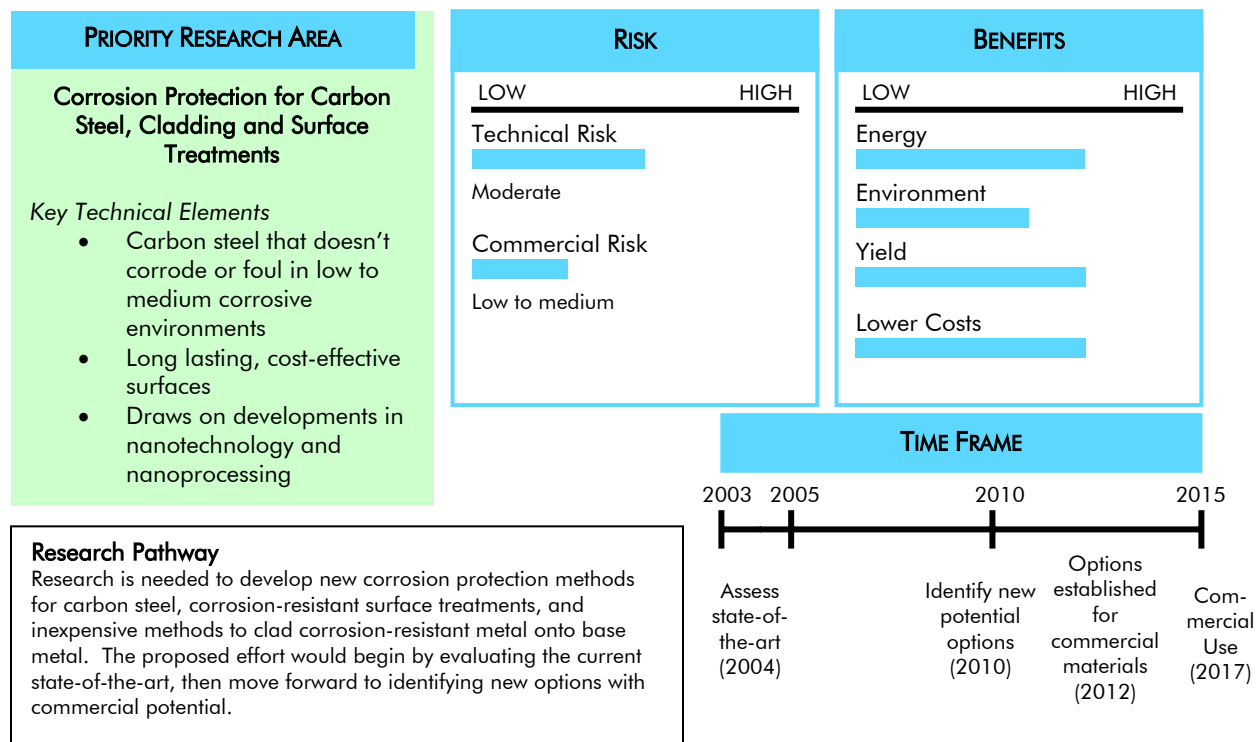 PRIORITY RESEARCH AREA
Corrosion Protection for Carbon
Steel, Cladding and Surface
Treatments
Key Technical Elements
• Carbon steel that doesn’t
corrode or foul in low to
medium corrosive
environments
• Long lasting, cost-effective
surfaces
• Draws on developments in
nanotechnology and
nanoprocessing
RISK
LOW HIGH
Technical Risk
Moderate
Commercial Risk
Low to medium
BENEFITS
LOW HIGH
Energy
Environment
Yield
Lower Costs
TIME FRAME
2003 2005 2010 2015
Assess
state-of-
the-art
(2004)
Identify new
potential
options
(2010)
Options
established
for
commercial
materials
(2012)
Com-
mercial
Use
(2017)
Research Pathway
Research is needed to develop new corrosion protection methods
for carbon steel, corrosion-resistant surface treatments, and
inexpensive methods to clad corrosion-resistant metal onto base
metal.  The proposed effort would begin by evaluating the current
state-of-the-art, then move forward to identifying new options with
commercial potential.